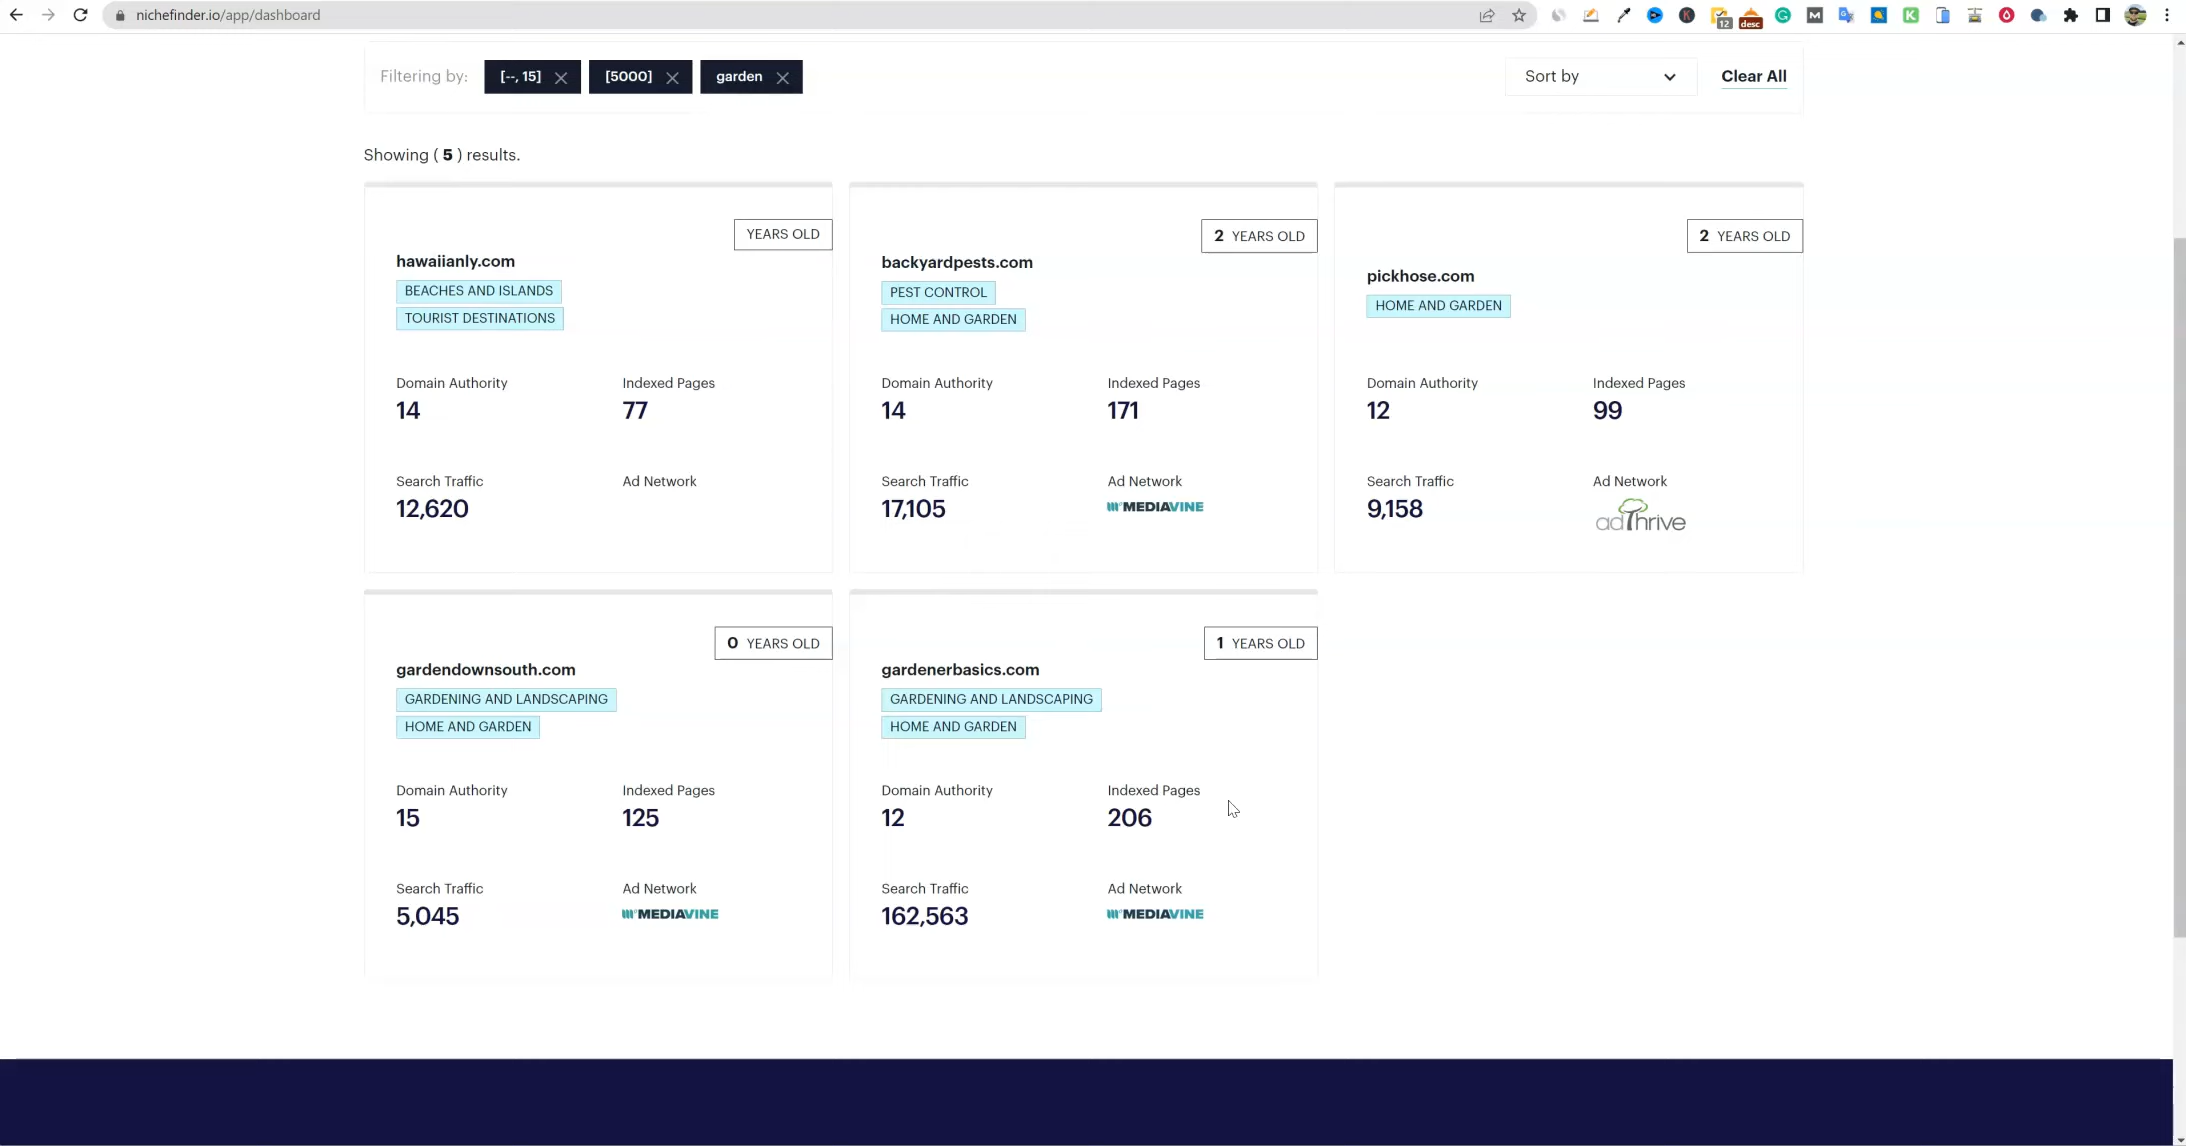 nichefinder.io/app/dashboard
12
desc
Filtering by: [--, 15] [5000] garden Sort by Clear All
Showing ( 5 ) results.
YEARS OLD
hawaiianly.com
BEACHES AND ISLANDS
TOURIST DESTINATIONS
Domain Authority Indexed Pages
14 77
Search Traffic Ad Network
12,620
2 YEARS OLD
backyardpests.com
PEST CONTROL
HOME AND GARDEN
Domain Authority Indexed Pages
14 171
Search Traffic Ad Network
17,105 MEDIAVINE
2 YEARS OLD
pickhose.com
HOME AND GARDEN
Domain Authority Indexed Pages
12 99
Search Traffic Ad Network
9,158 adThrive
0 YEARS OLD
gardendownsouth.com
GARDENING AND LANDSCAPING
HOME AND GARDEN
Domain Authority Indexed Pages
15 125
Search Traffic Ad Network
5,045 MEDIAVINE
1 YEARS OLD
gardenerbasics.com
GARDENING AND LANDSCAPING
HOME AND GARDEN
Domain Authority Indexed Pages
12 206
Search Traffic Ad Network
162,563 MEDIAVINE